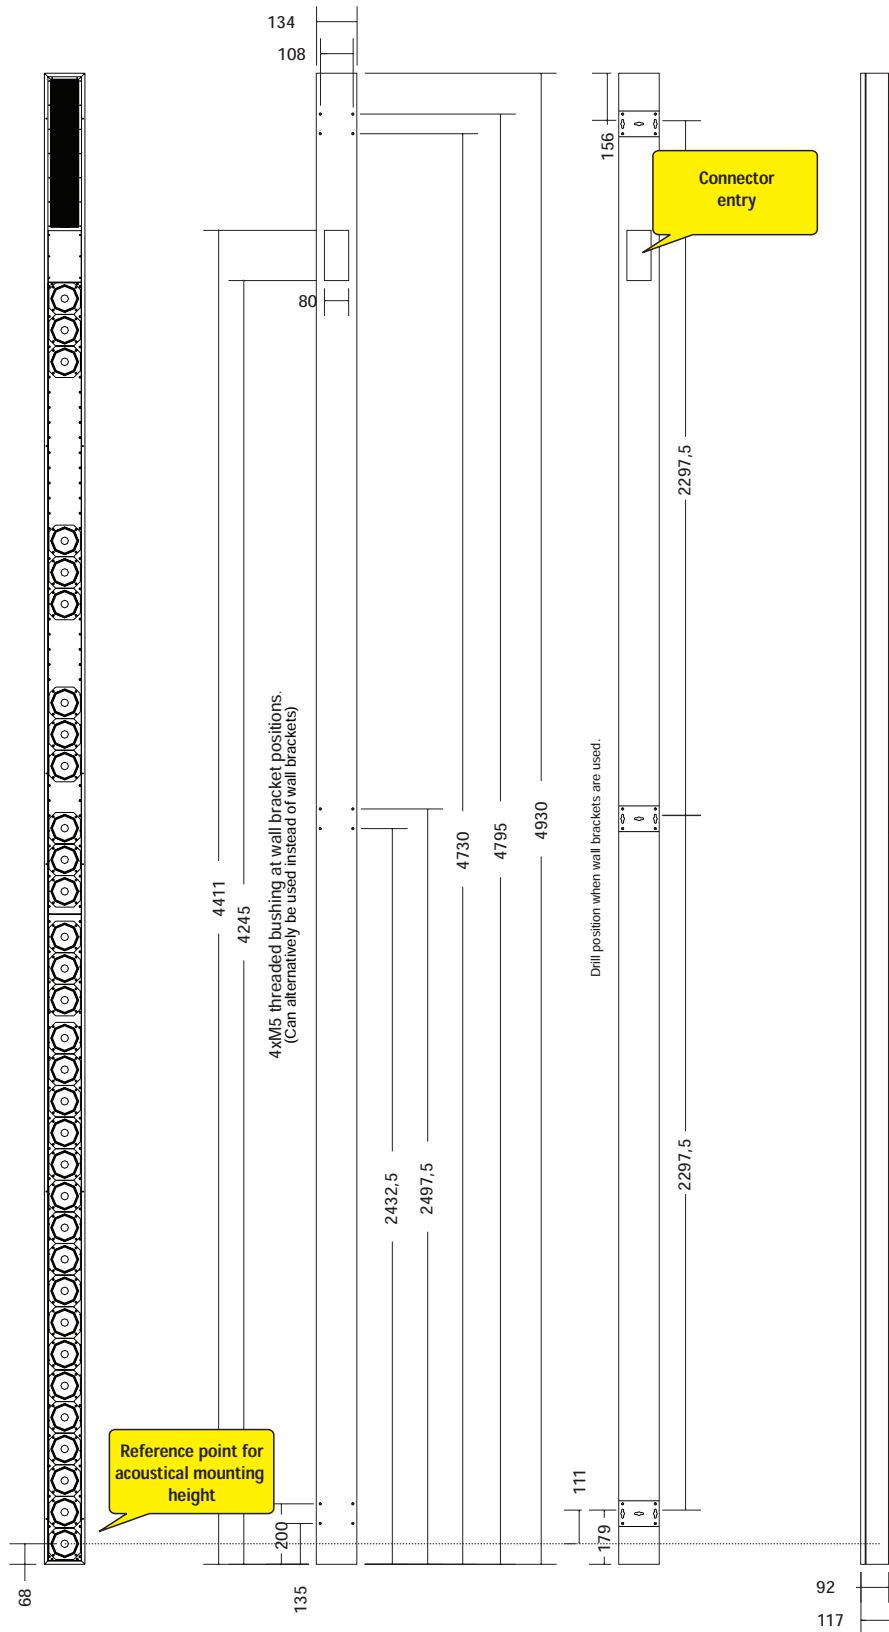 134
108
156
Connector
entry
80
2297,5
4xM5 threaded bushing at wall bracket positions.
(Can alternatively be used instead of wall brackets)
Drill position when wall brackets are used.
4411
4245
4730
4795
4930
2432,5
2497,5
2297,5
Reference point for
acoustical mounting
height
111
200
179
68
135
92
117